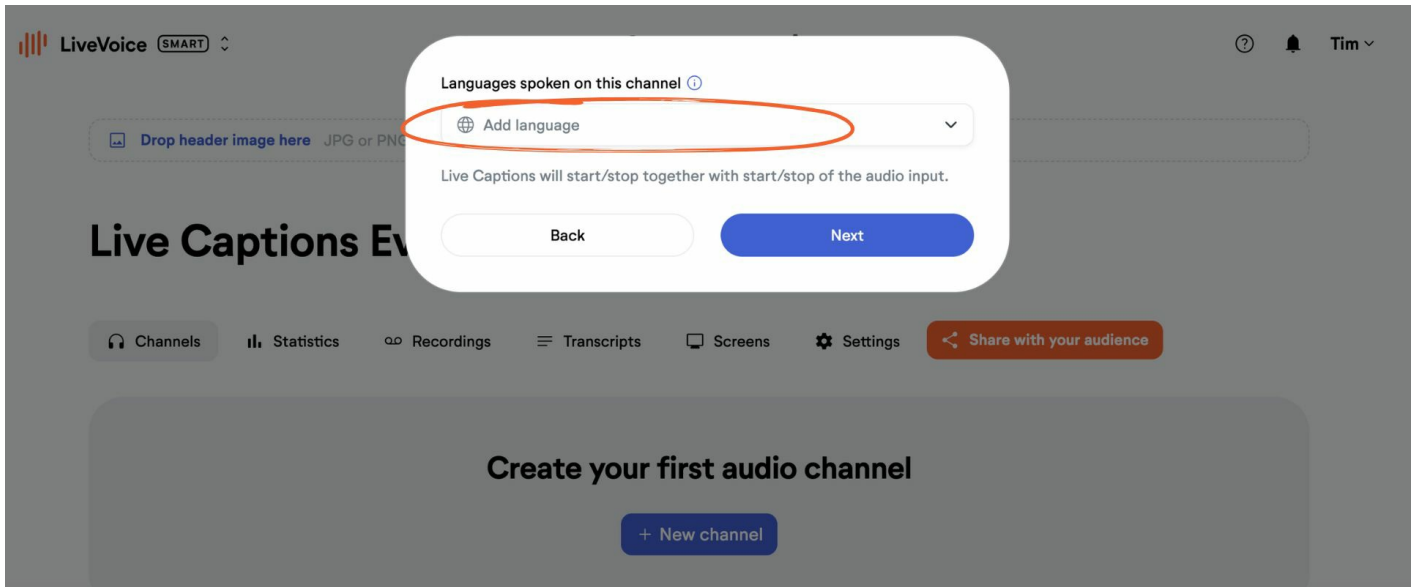 LiveVoice SMART
Tim
Languages spoken on this channel
Add language
Drop header image here JPG or PNG
Live Captions will start/stop together with start/stop of the audio input.
Back Next
Live Captions Ev
Channels Statistics Recordings Transcripts Screens Settings Share with your audience
Create your first audio channel
+ New channel